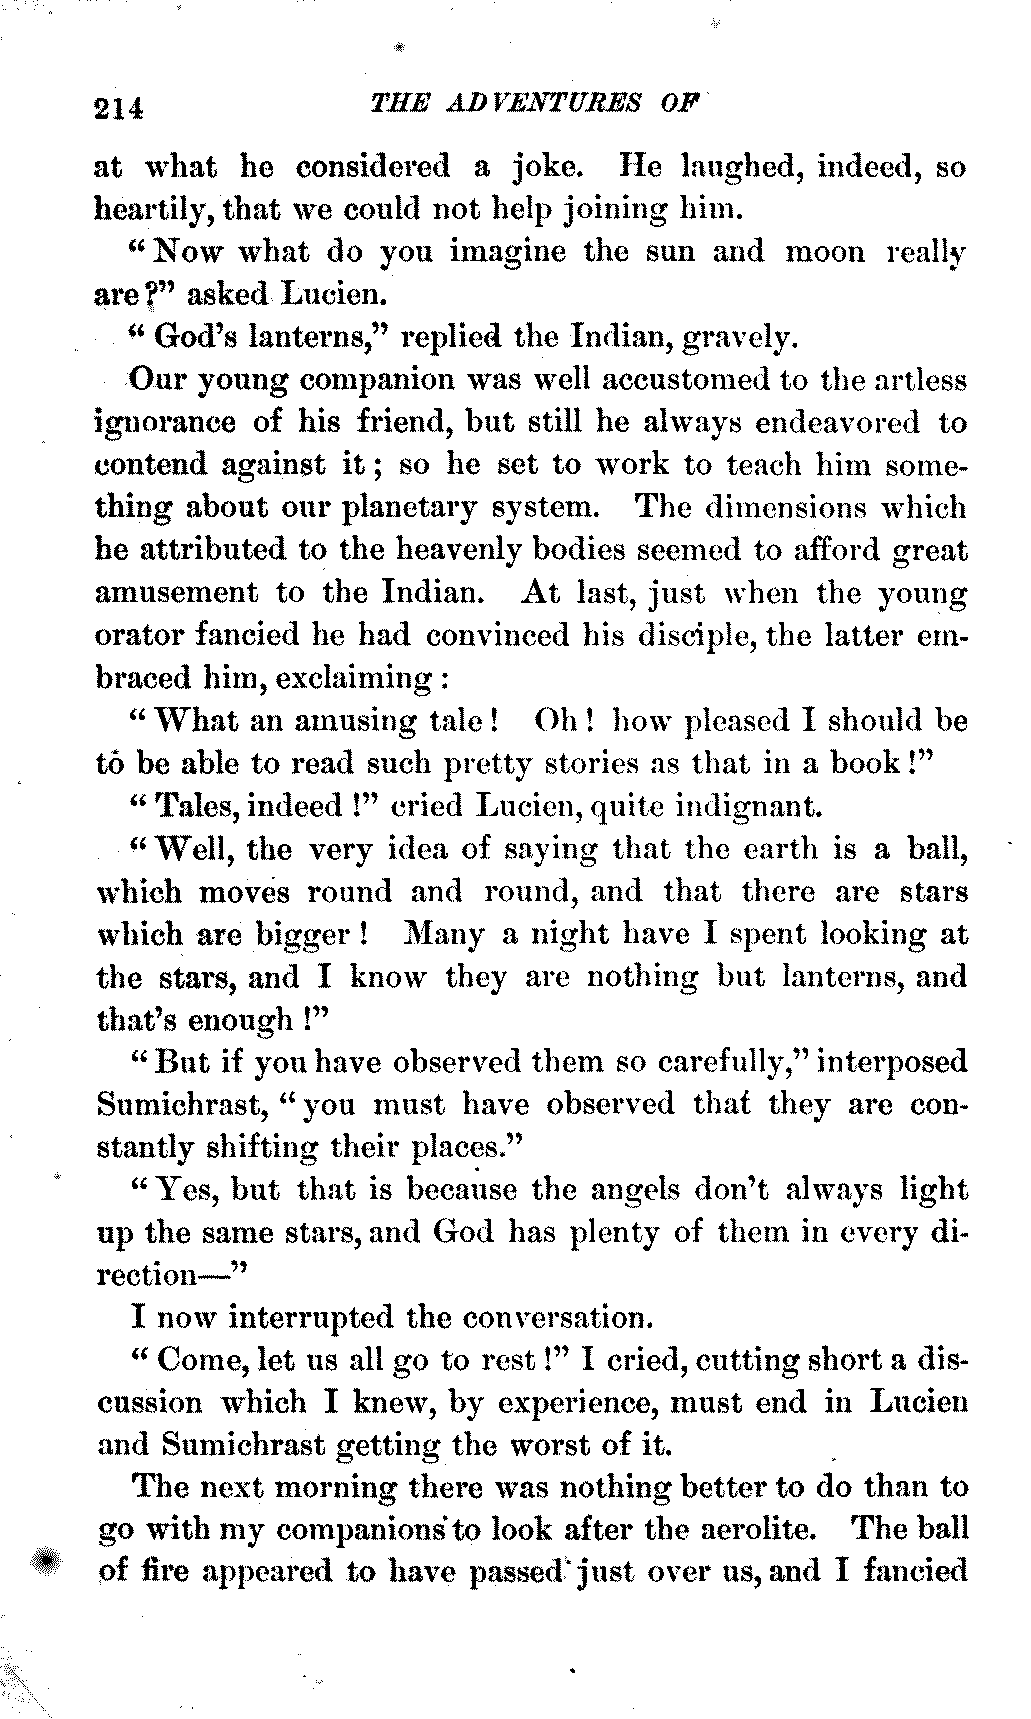 214 THE ADVENTURES OF
at what he considered a joke. He laughed, indeed, so
heartily, that we could not help joining him.
"Now what do you imagine the sun and moon really
are?" asked Lucien.
"God's lanterns," replied the Indian, gravely.
Our young companion was well accustomed to the artless
ignorance of his friend, but still he always endeavored to
contend against it; so he set to work to teach him some-
thing about our planetary system. The dimensions which
he attributed to the heavenly bodies seemed to afford great
amusement to the Indian. At last, just when the young
orator fancied he had convinced his disciple, the latter em-
braced him, exclaiming:
"What an amusing tale! Oh! how pleased I should be
to be able to read such pretty stories as that in a book!"
"Tales, indeed!" cried Lucien, quite indignant.
"Well, the very idea of saying that the earth is a ball,
which moves round and round, and that there are stars
which are bigger! Many a night have I spent looking at
the stars, and I know they are nothing but lanterns, and
that's enough!"
"But if you have observed them so carefully," interposed
Sumichrast, "you must have observed that they are con-
stantly shifting their places."
"Yes, but that is because the angels don't always light
up the same stars, and God has plenty of them in every di-
rection—"
I now interrupted the conversation.
"Come, let us all go to rest!" I cried, cutting short a dis-
cussion which I knew, by experience, must end in Lucien
and Sumichrast getting the worst of it.
The next morning there was nothing better to do than to
go with my companions to look after the aerolite. The ball
of fire appeared to have passed just over us, and I fancied